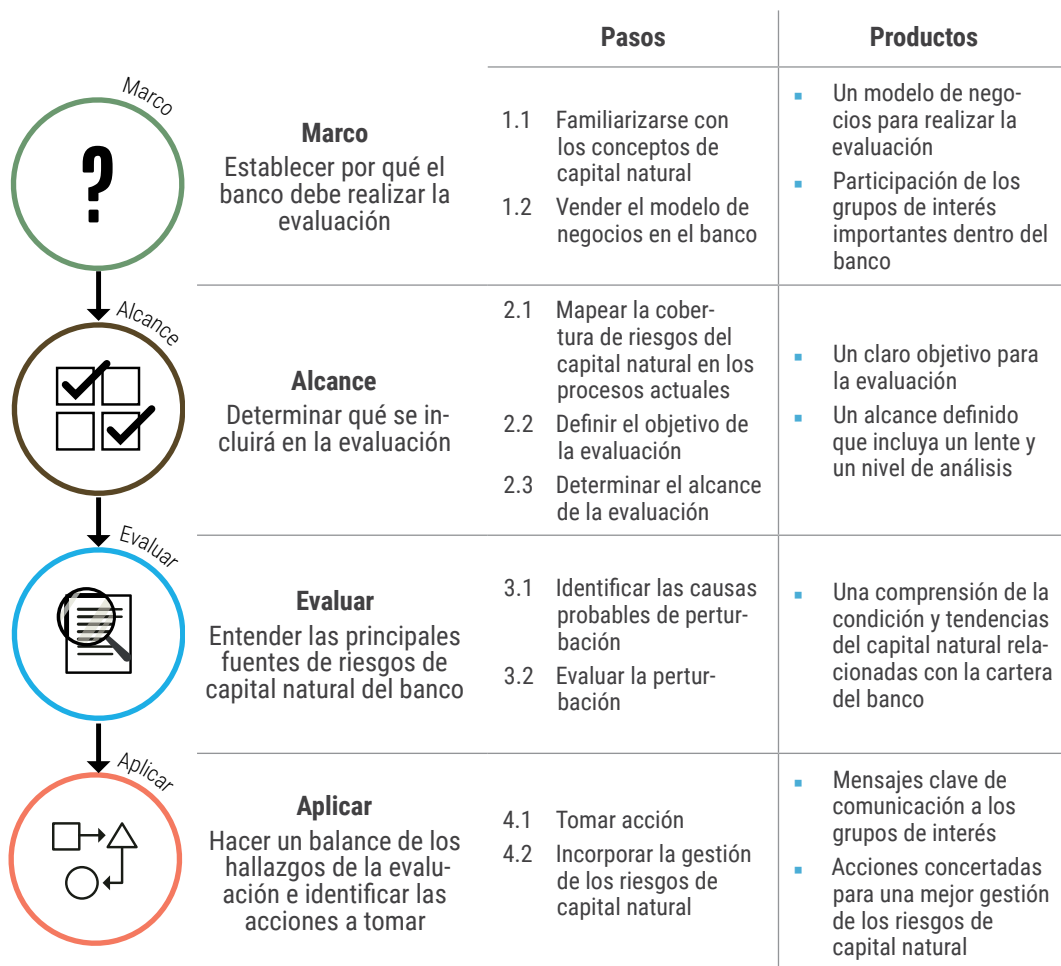 Pasos
Productos
Marco
?
Marco
Establecer por qué el
banco debe realizar la
evaluación
1.1 Familiarizarse con
los conceptos de
capital natural
1.2 Vender el modelo de
negocios en el banco
▪ Un modelo de nego-
cios para realizar la
evaluación
▪ Participación de los
grupos de interés
importantes dentro del
banco
Alcance
Alcance
Determinar qué se in-
cluirá en la evaluación
2.1 Mapear la cober-
tura de riesgos del
capital natural en los
procesos actuales
2.2 Definir el objetivo de
la evaluación
2.3 Determinar el alcance
de la evaluación
▪ Un claro objetivo para
la evaluación
▪ Un alcance definido
que incluya un lente y
un nivel de análisis
Evaluar
Evaluar
Entender las principales
fuentes de riesgos de
capital natural del banco
3.1 Identificar las causas
probables de pertur-
bación
3.2 Evaluar la pertur-
bación
▪ Una comprensión de la
condición y tendencias
del capital natural rela-
cionadas con la cartera
del banco
Aplicar
Aplicar
Hacer un balance de los
hallazgos de la evalu-
ación e identificar las
acciones a tomar
4.1 Tomar acción
4.2 Incorporar la gestión
de los riesgos de
capital natural
▪ Mensajes clave de
comunicación a los
grupos de interés
▪ Acciones concertadas
para una mejor gestión
de los riesgos de
capital natural